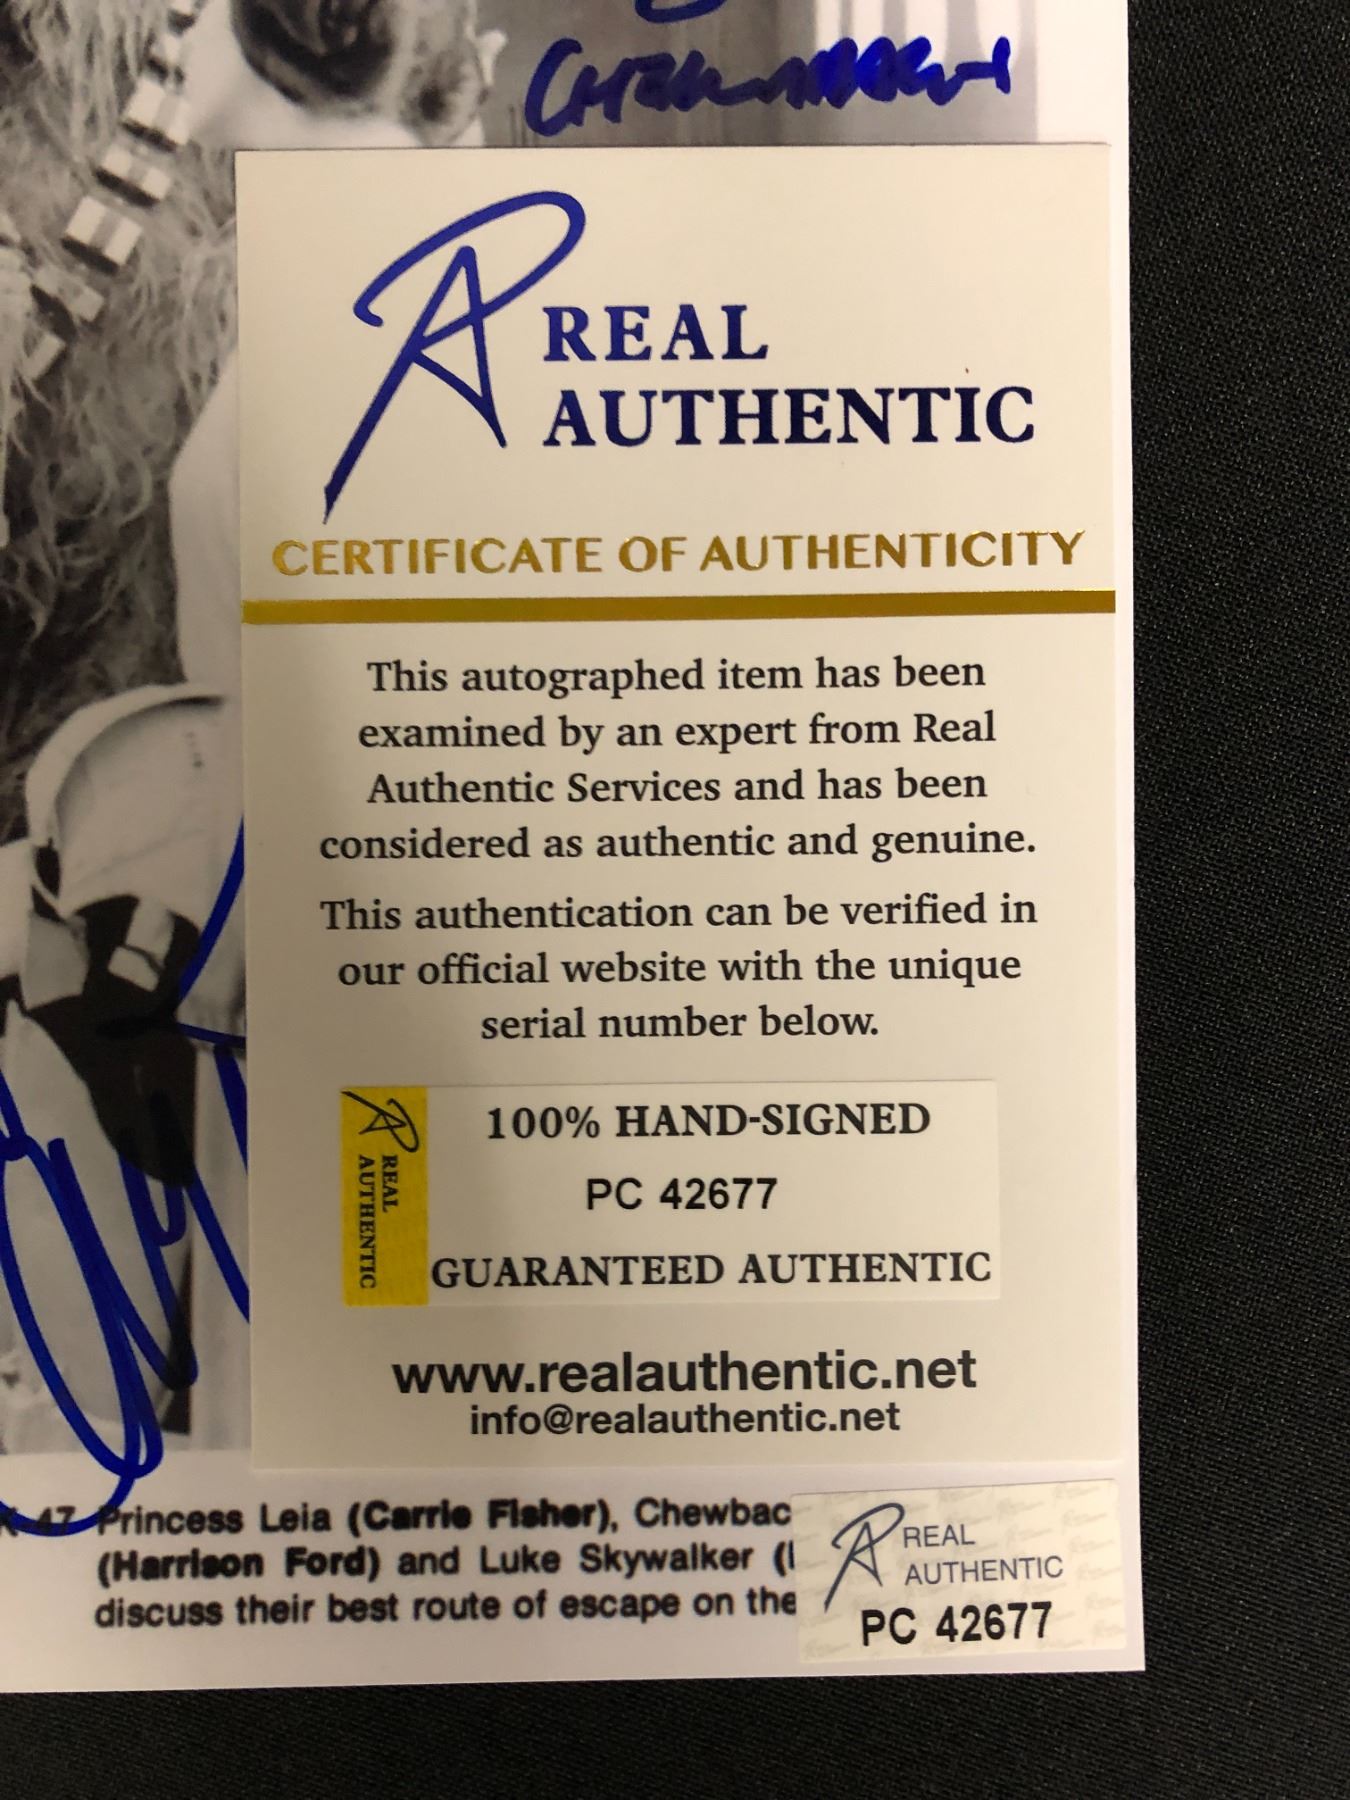 REAL
AUTHENTIC
CERTIFICATE OF AUTHENTICITY
This autographed item has been
examined by an expert from Real
Authentic Services and has been
considered as authentic and genuine.
This authentication can be verified in
our official website with the unique
serial number below.
REAL
AUTHENTIC
100% HAND-SIGNED
PC 42677
GUARANTEED AUTHENTIC
www.realauthentic.net
info@realauthentic.net
47 Princess Leia (Carrie Fisher), Chewbac
(Harrison Ford) and Luke Skywalker (
discuss their best route of escape on the
REAL
AUTHENTIC
PC 42677